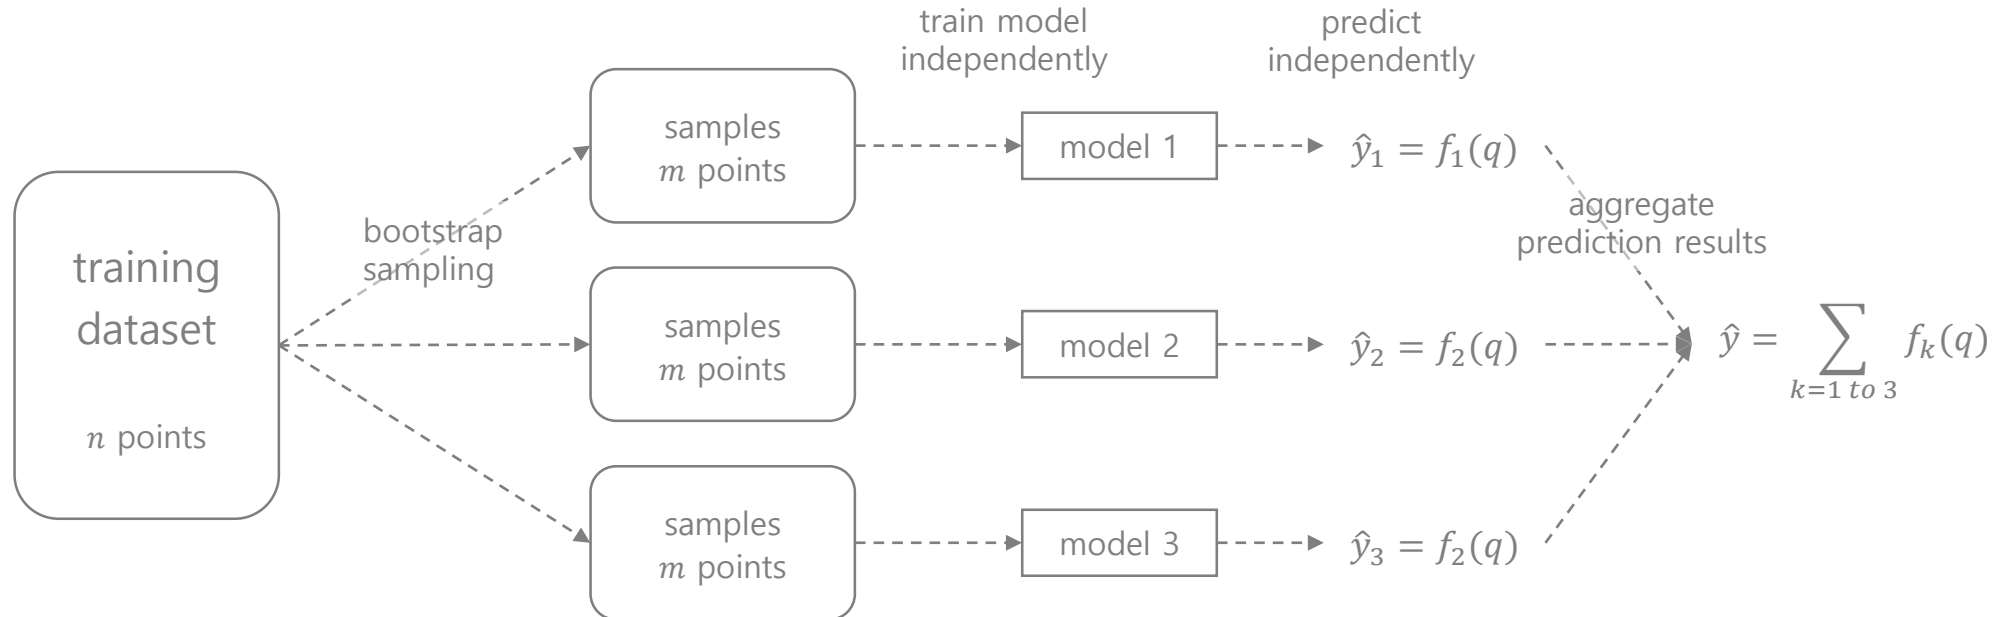 training
dataset
n points
bootstrap
sampling
samples
m points
samples
m points
samples
m points
train model
independently
model 1
model 2
model 3
predict
independently
ŷ₁ = f₁(q)
ŷ₂ = f₂(q)
ŷ₃ = f₂(q)
aggregate
prediction results
ŷ = ∑ fₖ(q)
k=1 to 3